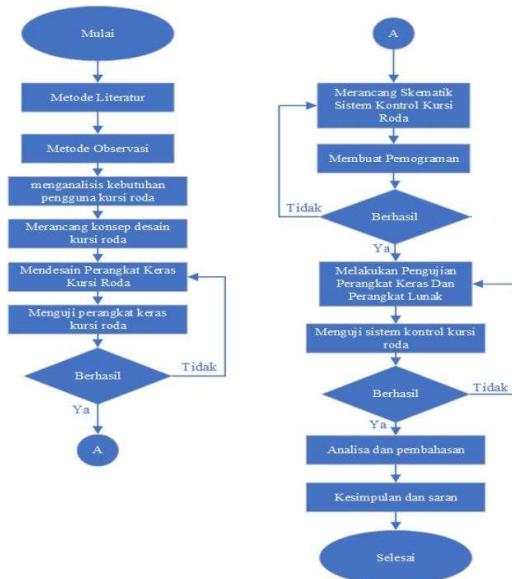 Mulai
Metode Literatur
Metode Observasi
menganalisis kebutuhan
pengguna kursi roda
Merancang konsep desain
kursi roda
Mendesain Perangkat Keras
Kursi Roda
Menguji perangkat keras
kursi roda
Berhasil
Tidak
Ya
A
A
Merancang Skematik
Sistem Kontrol Kursi
Roda
Membuat Pemograman
Tidak
Berhasil
Ya
Melakukan Pengujian
Perangkat Keras Dan
Perangkat Lunak
Menguji sistem kontrol kursi
roda
Berhasil
Tidak
Ya
Analisa dan pembahasan
Kesimpulan dan saran
Selesai